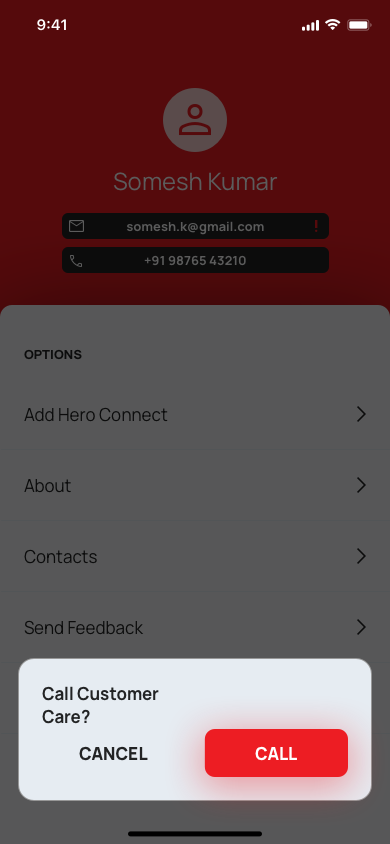 9:41
Somesh Kumar
somesh.k@gmail.com !
+91 98765 43210
OPTIONS
Add Hero Connect
About
Contacts
Send Feedback
Call Customer
Care?
CANCEL CALL